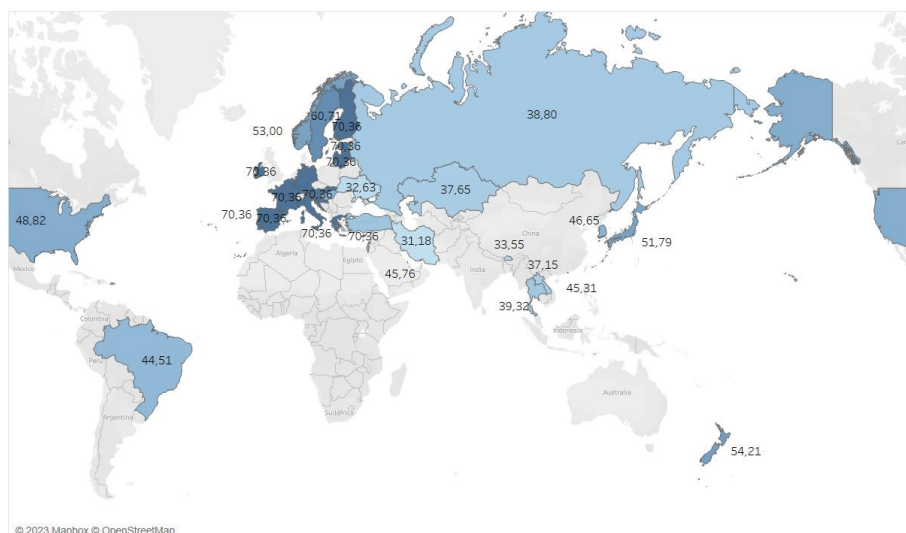 60,71
70,36
53,00
70,36
70,36
70,36
70,36
70,36
32,63
37,65
38,80
70,36
70,36
70,36
70,36
31,18
33,55
China
46,65
51,79
48,82
Mexico
Algeria
Egipto
45,76
India
37,15
39,32
45,31
Colombia
Indonesia
Perú
44,51
Australia
Argentina
Sudáfrica
54,21
© 2023 Mapbox © OpenStreetMap